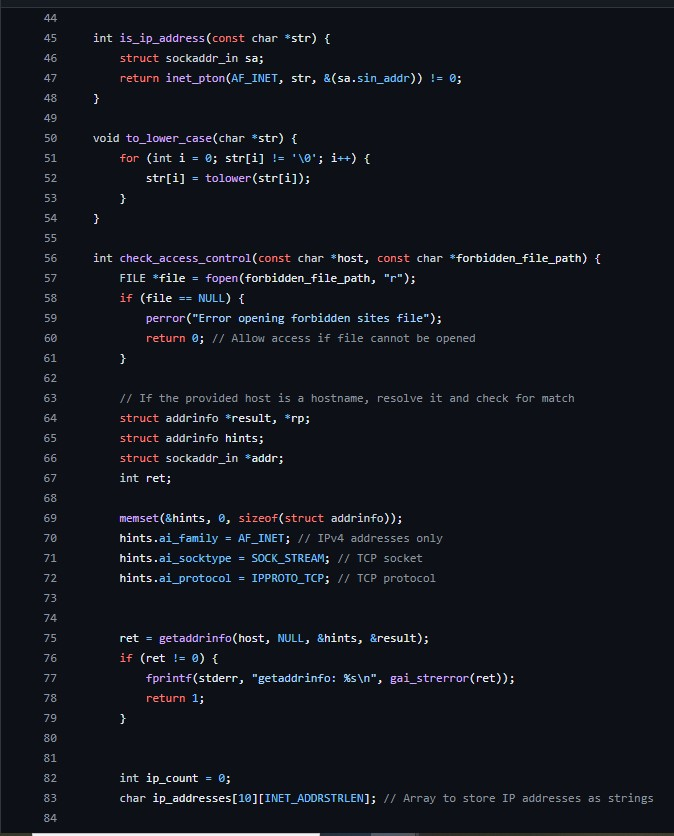 44
45 int is_ip_address(const char *str) {
46 struct sockaddr_in sa;
47 return inet_pton(AF_INET, str, &(sa.sin_addr)) != 0;
48 }
49
50 void to_lower_case(char *str) {
51 for (int i = 0; str[i] != '\0'; i++) {
52 str[i] = tolower(str[i]);
53 }
54 }
55
56 int check_access_control(const char *host, const char *forbidden_file_path) {
57 FILE *file = fopen(forbidden_file_path, "r");
58 if (file == NULL) {
59 perror("Error opening forbidden sites file");
60 return 0; // Allow access if file cannot be opened
61 }
62
63 // If the provided host is a hostname, resolve it and check for match
64 struct addrinfo *result, *rp;
65 struct addrinfo hints;
66 struct sockaddr_in *addr;
67 int ret;
68
69 memset(&hints, 0, sizeof(struct addrinfo));
70 hints.ai_family = AF_INET; // IPv4 addresses only
71 hints.ai_socktype = SOCK_STREAM; // TCP socket
72 hints.ai_protocol = IPPROTO_TCP; // TCP protocol
73
74
75 ret = getaddrinfo(host, NULL, &hints, &result);
76 if (ret != 0) {
77 fprintf(stderr, "getaddrinfo: %s\n", gai_strerror(ret));
78 return 1;
79 }
80
81
82 int ip_count = 0;
83 char ip_addresses[10][INET_ADDRSTRLEN]; // Array to store IP addresses as strings
84